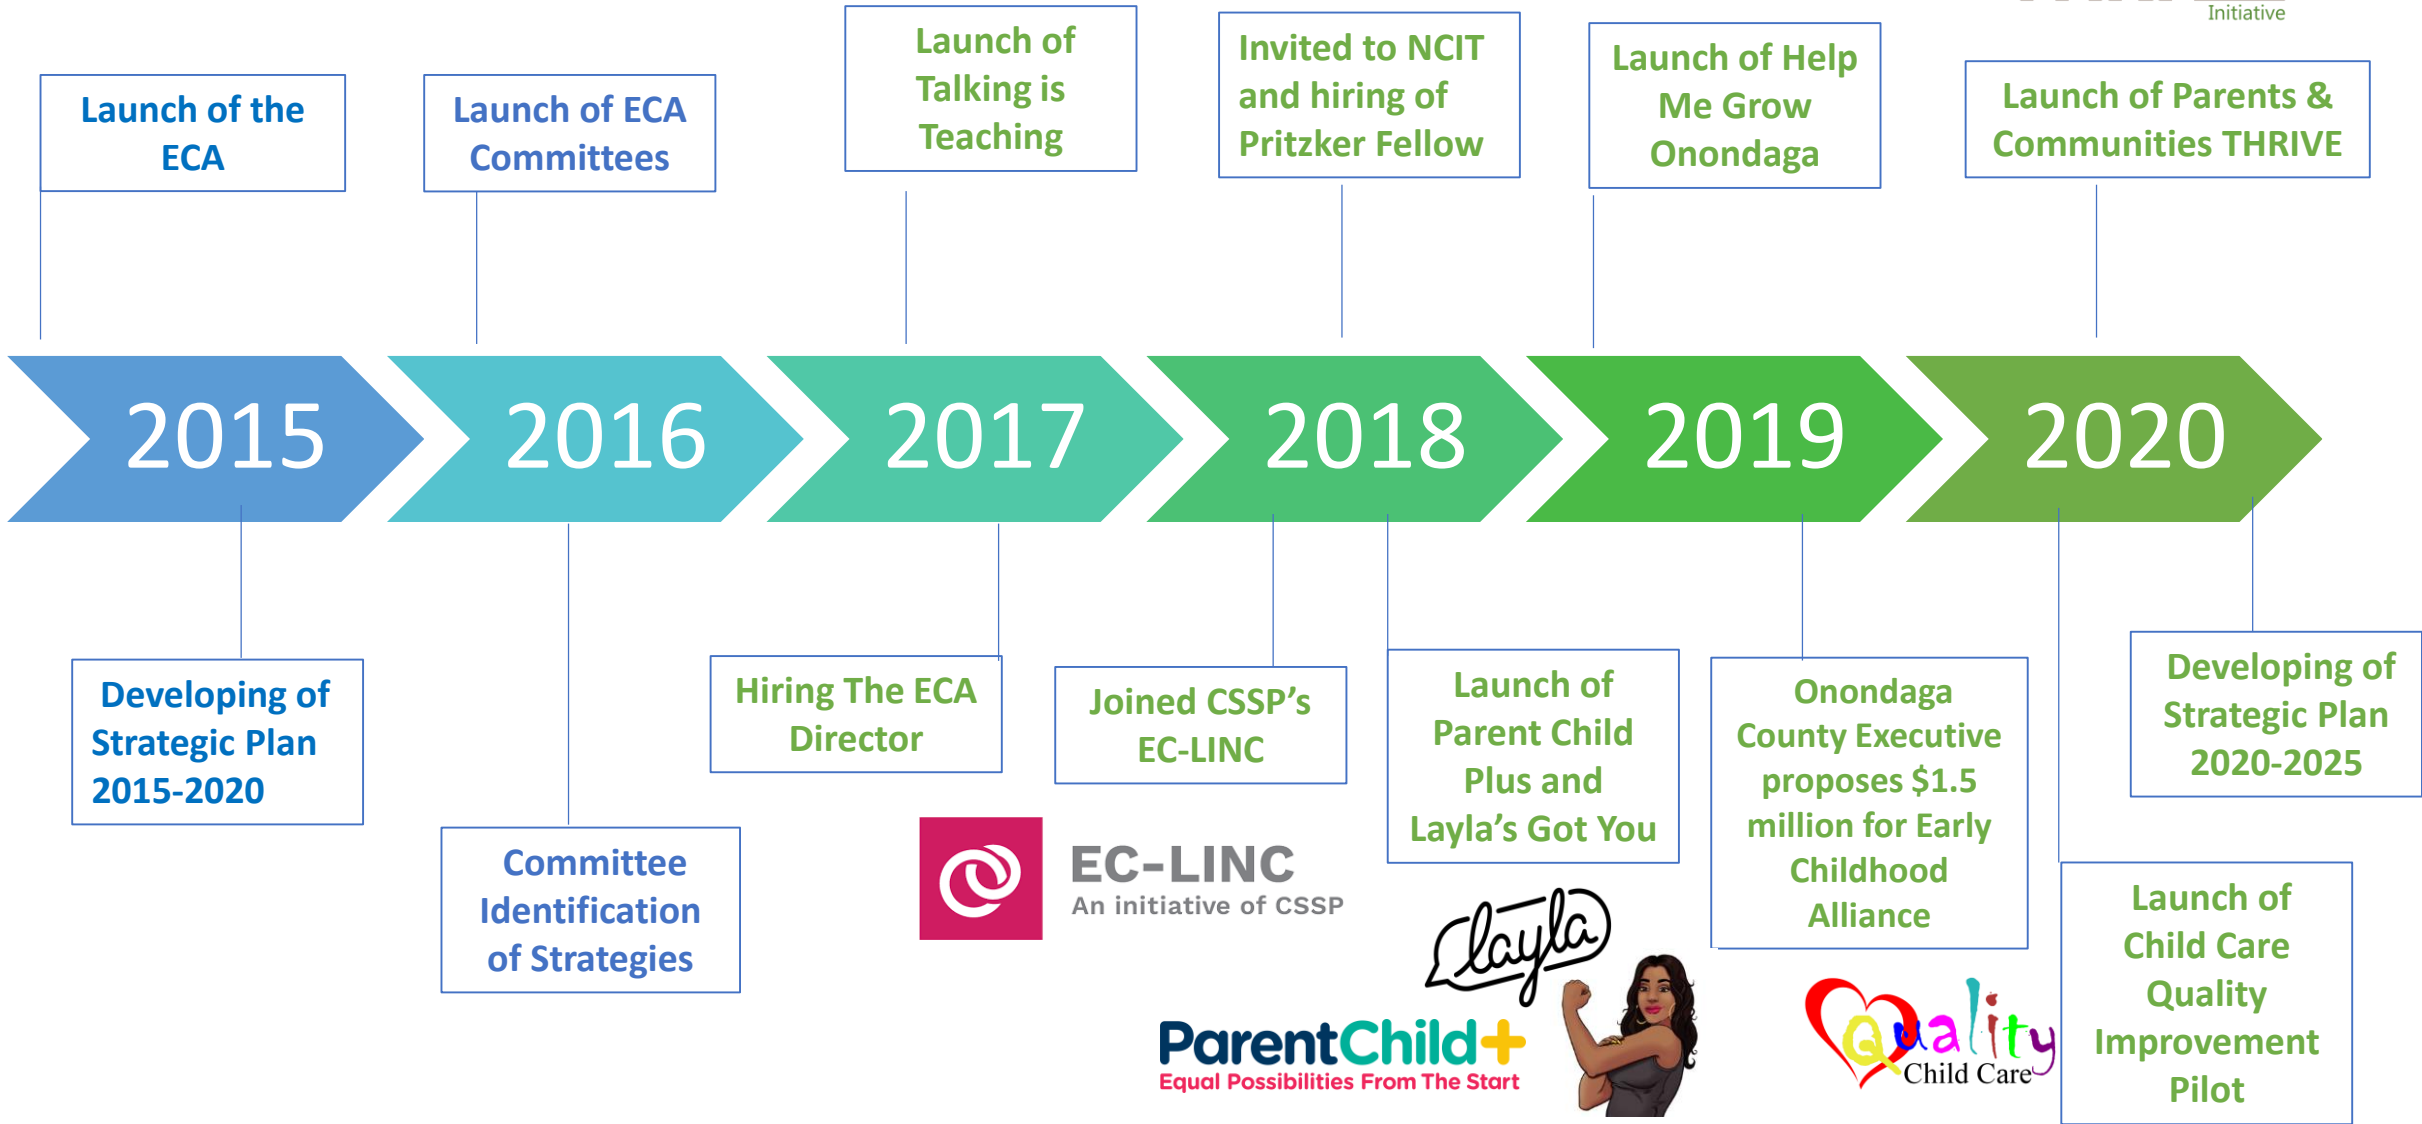 Initiative
Launch of the
ECA
Launch of ECA
Committees
Launch of
Talking is
Teaching
Invited to NCIT
and hiring of
Pritzker Fellow
Launch of Help
Me Grow
Onondaga
Launch of Parents &
Communities THRIVE
2015
2016
2017
2018
2019
2020
Developing of
Strategic Plan
2015-2020
Committee
Identification
of Strategies
Hiring The ECA
Director
Joined CSSP's
EC-LINC
Launch of
Parent Child
Plus and
Layla's Got You
Onondaga
County Executive
proposes $1.5
million for Early
Childhood
Alliance
Developing of
Strategic Plan
2020-2025
Launch of
Child Care
Quality
Improvement
Pilot
EC-LINC
An initiative of CSSP
layla
ParentChild+
Equal Possibilities From The Start
Quality
Child Care